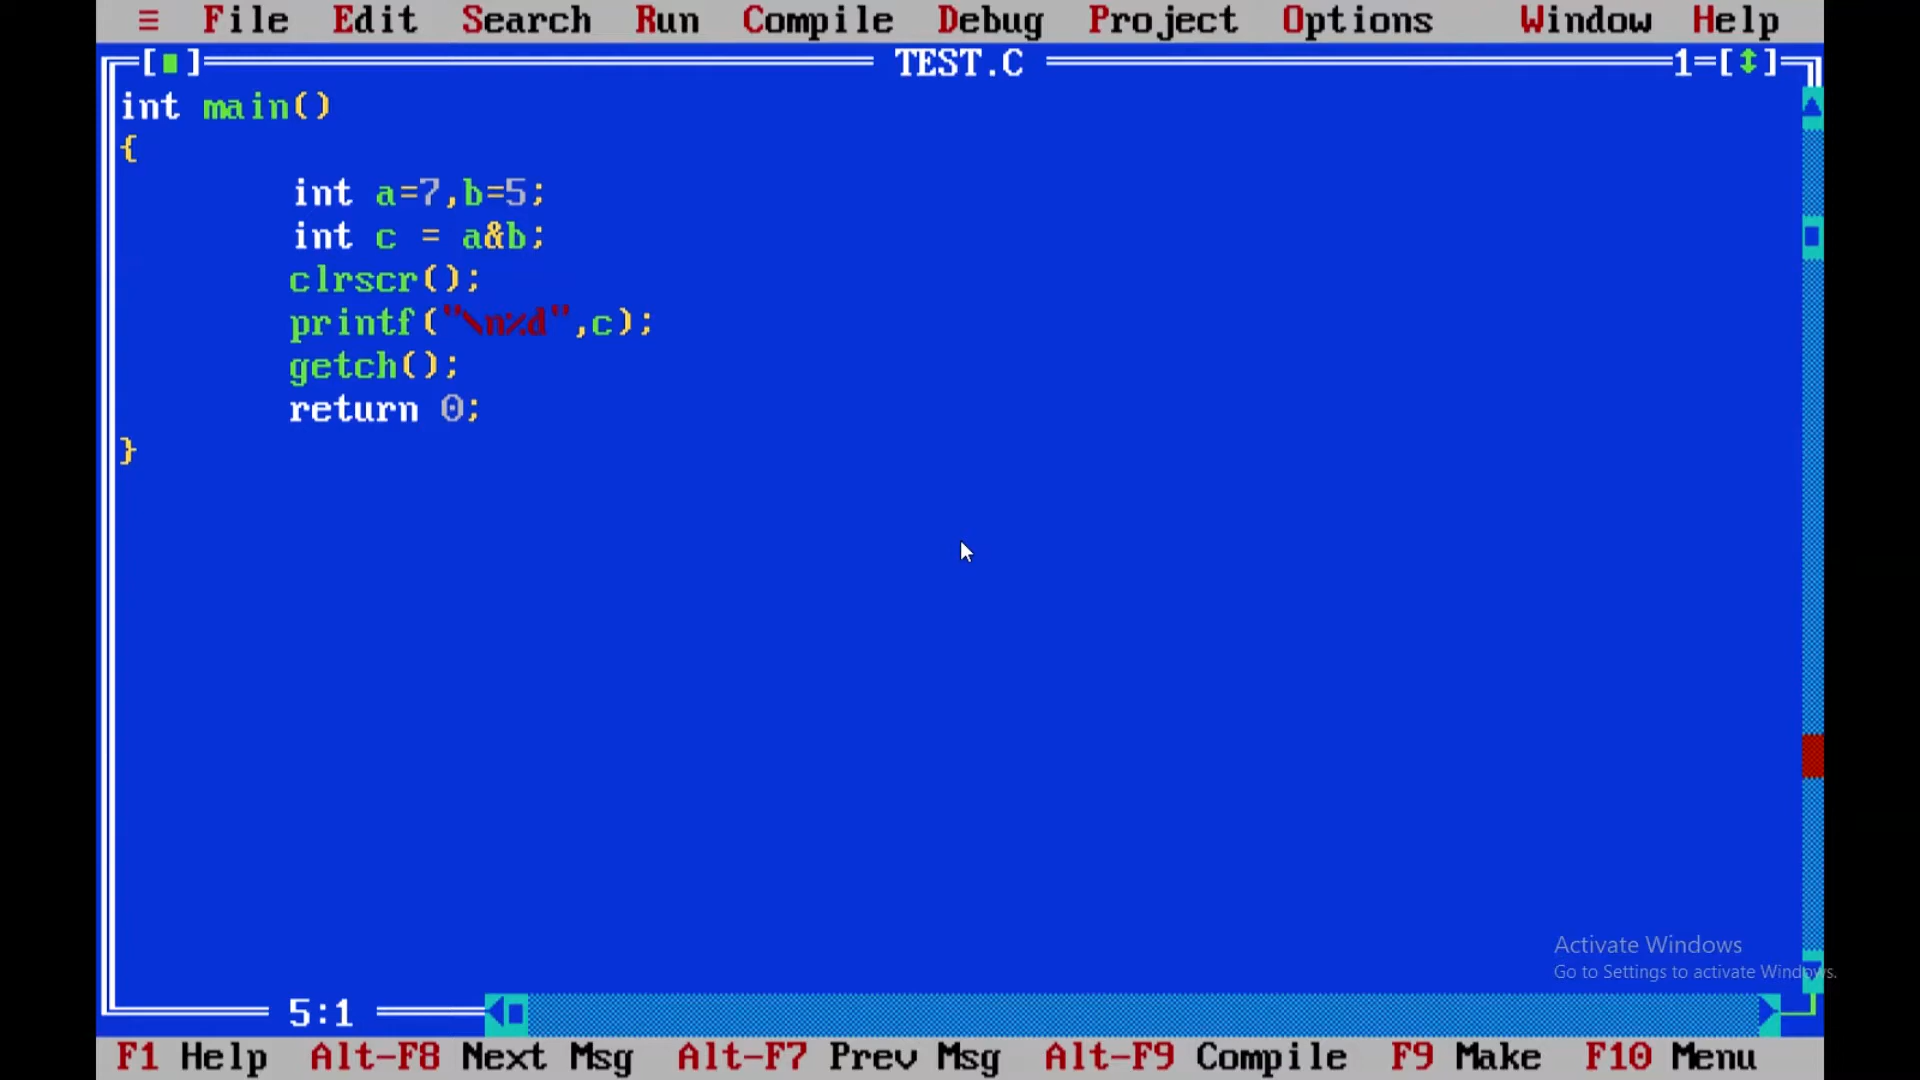 ≡ File Edit Search Run Compile Debug Project Options Window Help
[■] TEST.C 1=[↕]
int main()
{
int a=7,b=5;
int c = a&b;
clrscr();
printf("\n%d",c);
getch();
return 0;
}
Activate Windows
Go to Settings to activate Windows.
5:1
F1 Help Alt-F8 Next Msg Alt-F7 Prev Msg Alt-F9 Compile F9 Make F10 Menu